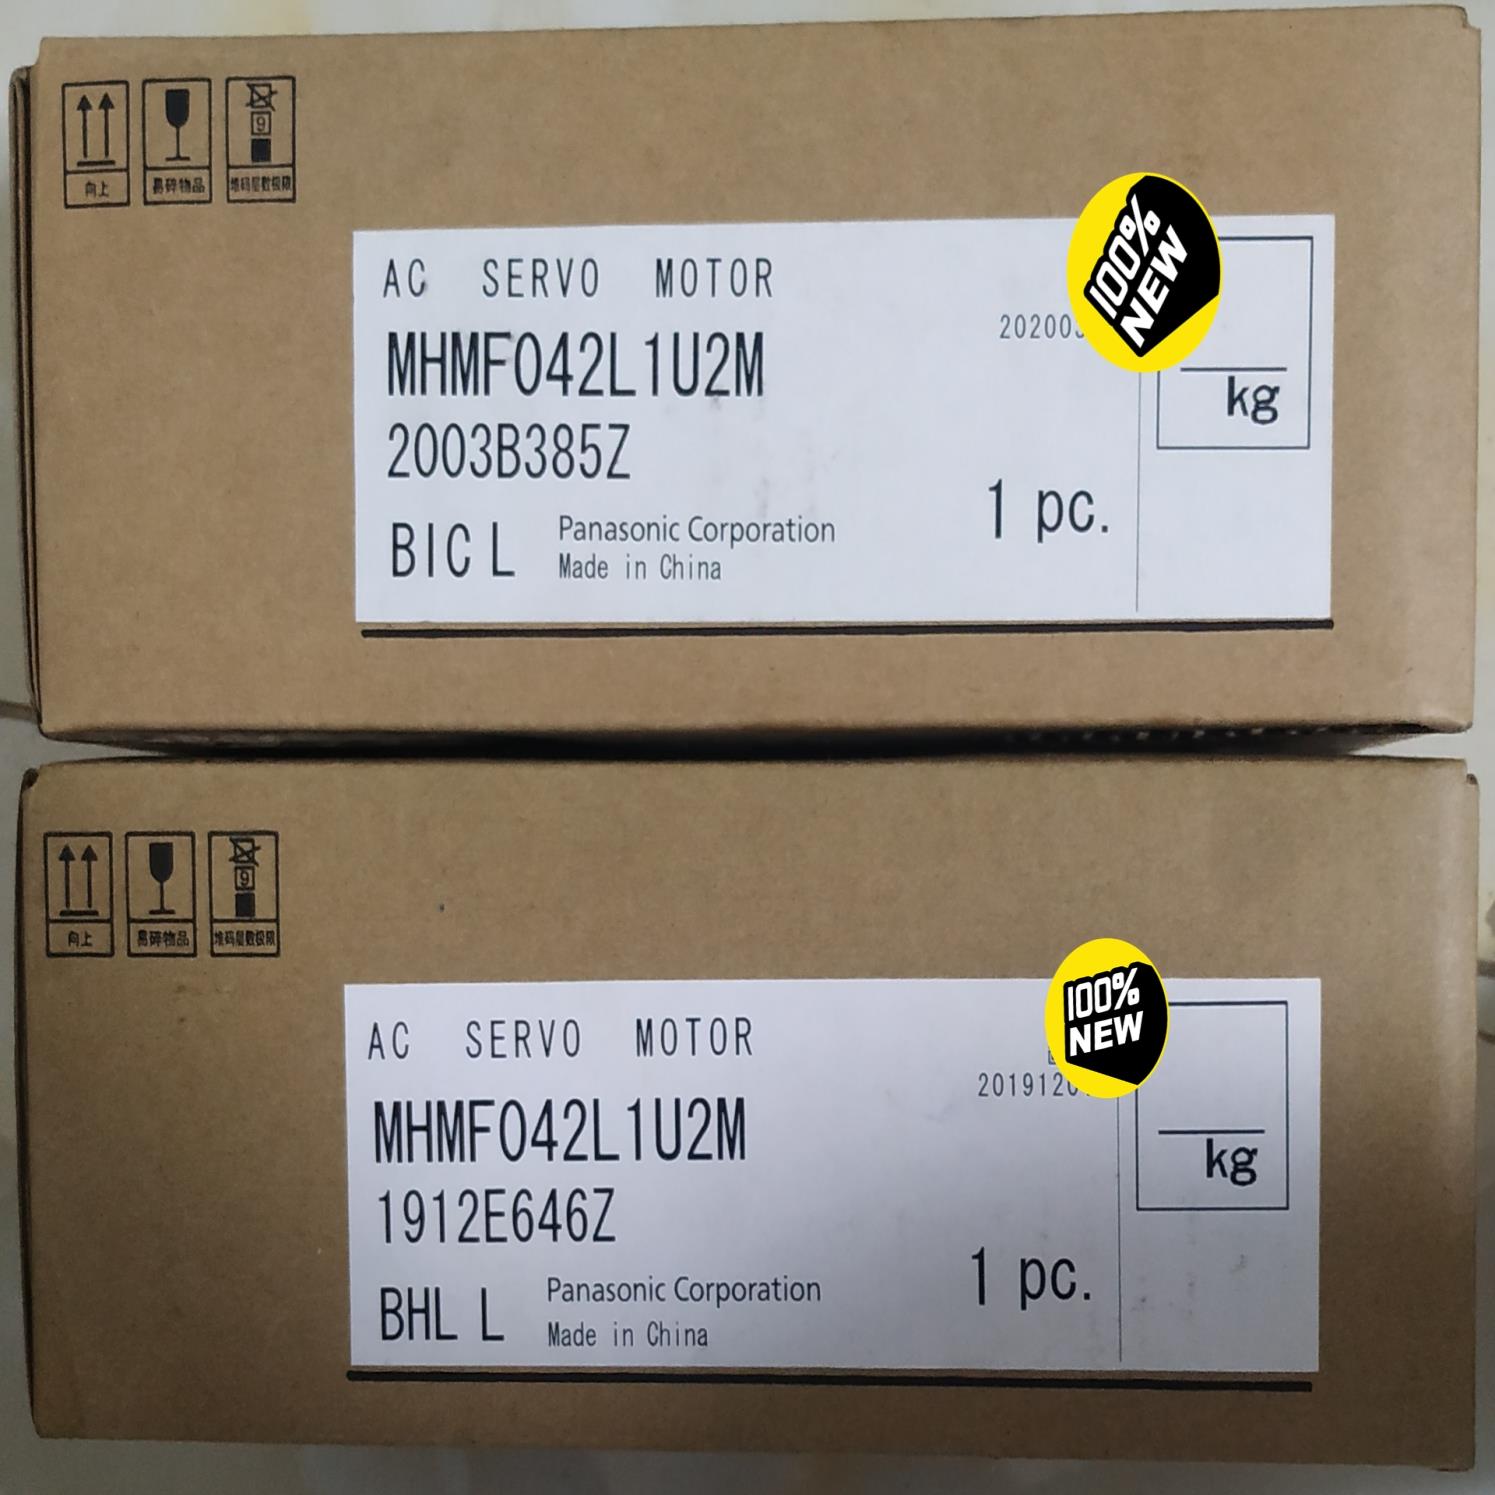 向上
易碎物品
9
堆码层数极限
AC SERVO MOTOR
100%
NEW
MHMF042L1U2M
2003B385Z
kg
1 pc.
BIC L
Panasonic Corporation
Made in China
向上
易碎物品
9
堆码层数极限
AC SERVO MOTOR
100%
NEW
MHMF042L1U2M
1912E646Z
kg
1 pc.
BHL L
Panasonic Corporation
Made in China